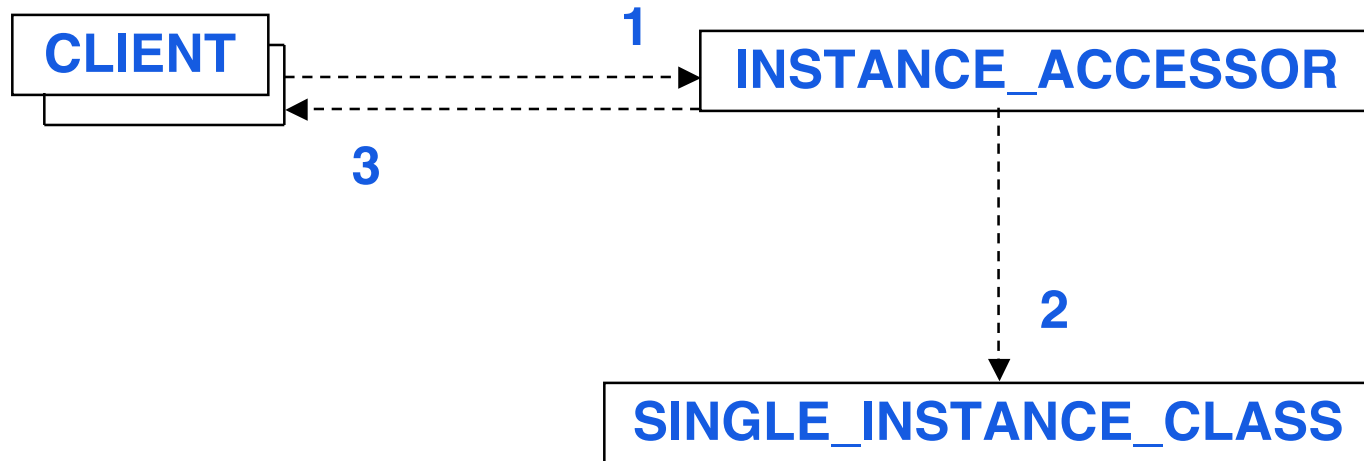 CLIENT
1
INSTANCE_ACCESSOR
3
2
SINGLE_INSTANCE_CLASS